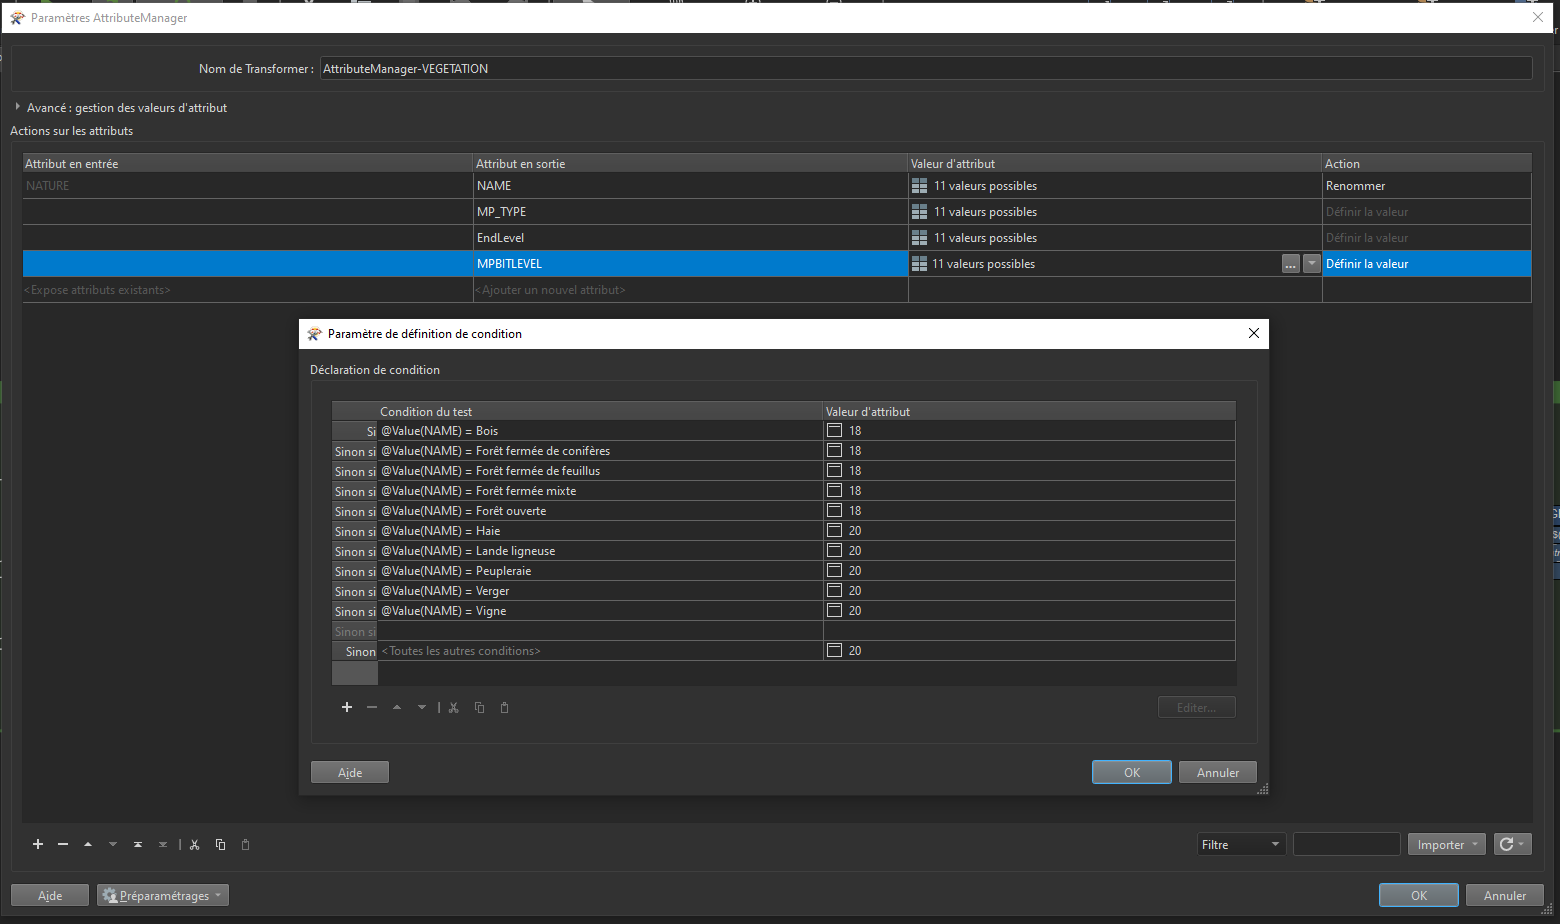 Paramètres AttributeManager
Nom de Transformer : AttributeManager-VEGETATION
Avancé : gestion des valeurs d'attribut
Actions sur les attributs
Attribut en entrée Attribut en sortie Valeur d'attribut Action
NATURE NAME 11 valeurs possibles Renommer
MP_TYPE 11 valeurs possibles Définir la valeur
EndLevel 11 valeurs possibles Définir la valeur
MPBITLEVEL 11 valeurs possibles ... Définir la valeur
<Expose attributs existants> <Ajouter un nouvel attribut>
Paramètre de définition de condition
Déclaration de condition
Condition du test Valeur d'attribut
Si @Value(NAME) = Bois 18
Sinon si @Value(NAME) = Forêt fermée de conifères 18
Sinon si @Value(NAME) = Forêt fermée de feuillus 18
Sinon si @Value(NAME) = Forêt fermée mixte 18
Sinon si @Value(NAME) = Forêt ouverte 18
Sinon si @Value(NAME) = Haie 20
Sinon si @Value(NAME) = Lande ligneuse 20
Sinon si @Value(NAME) = Peupleraie 20
Sinon si @Value(NAME) = Verger 20
Sinon si @Value(NAME) = Vigne 20
Sinon si
Sinon <Toutes les autres conditions> 20
Editer...
Aide OK Annuler
Filtre Importer
Aide Préparamétrages OK Annuler